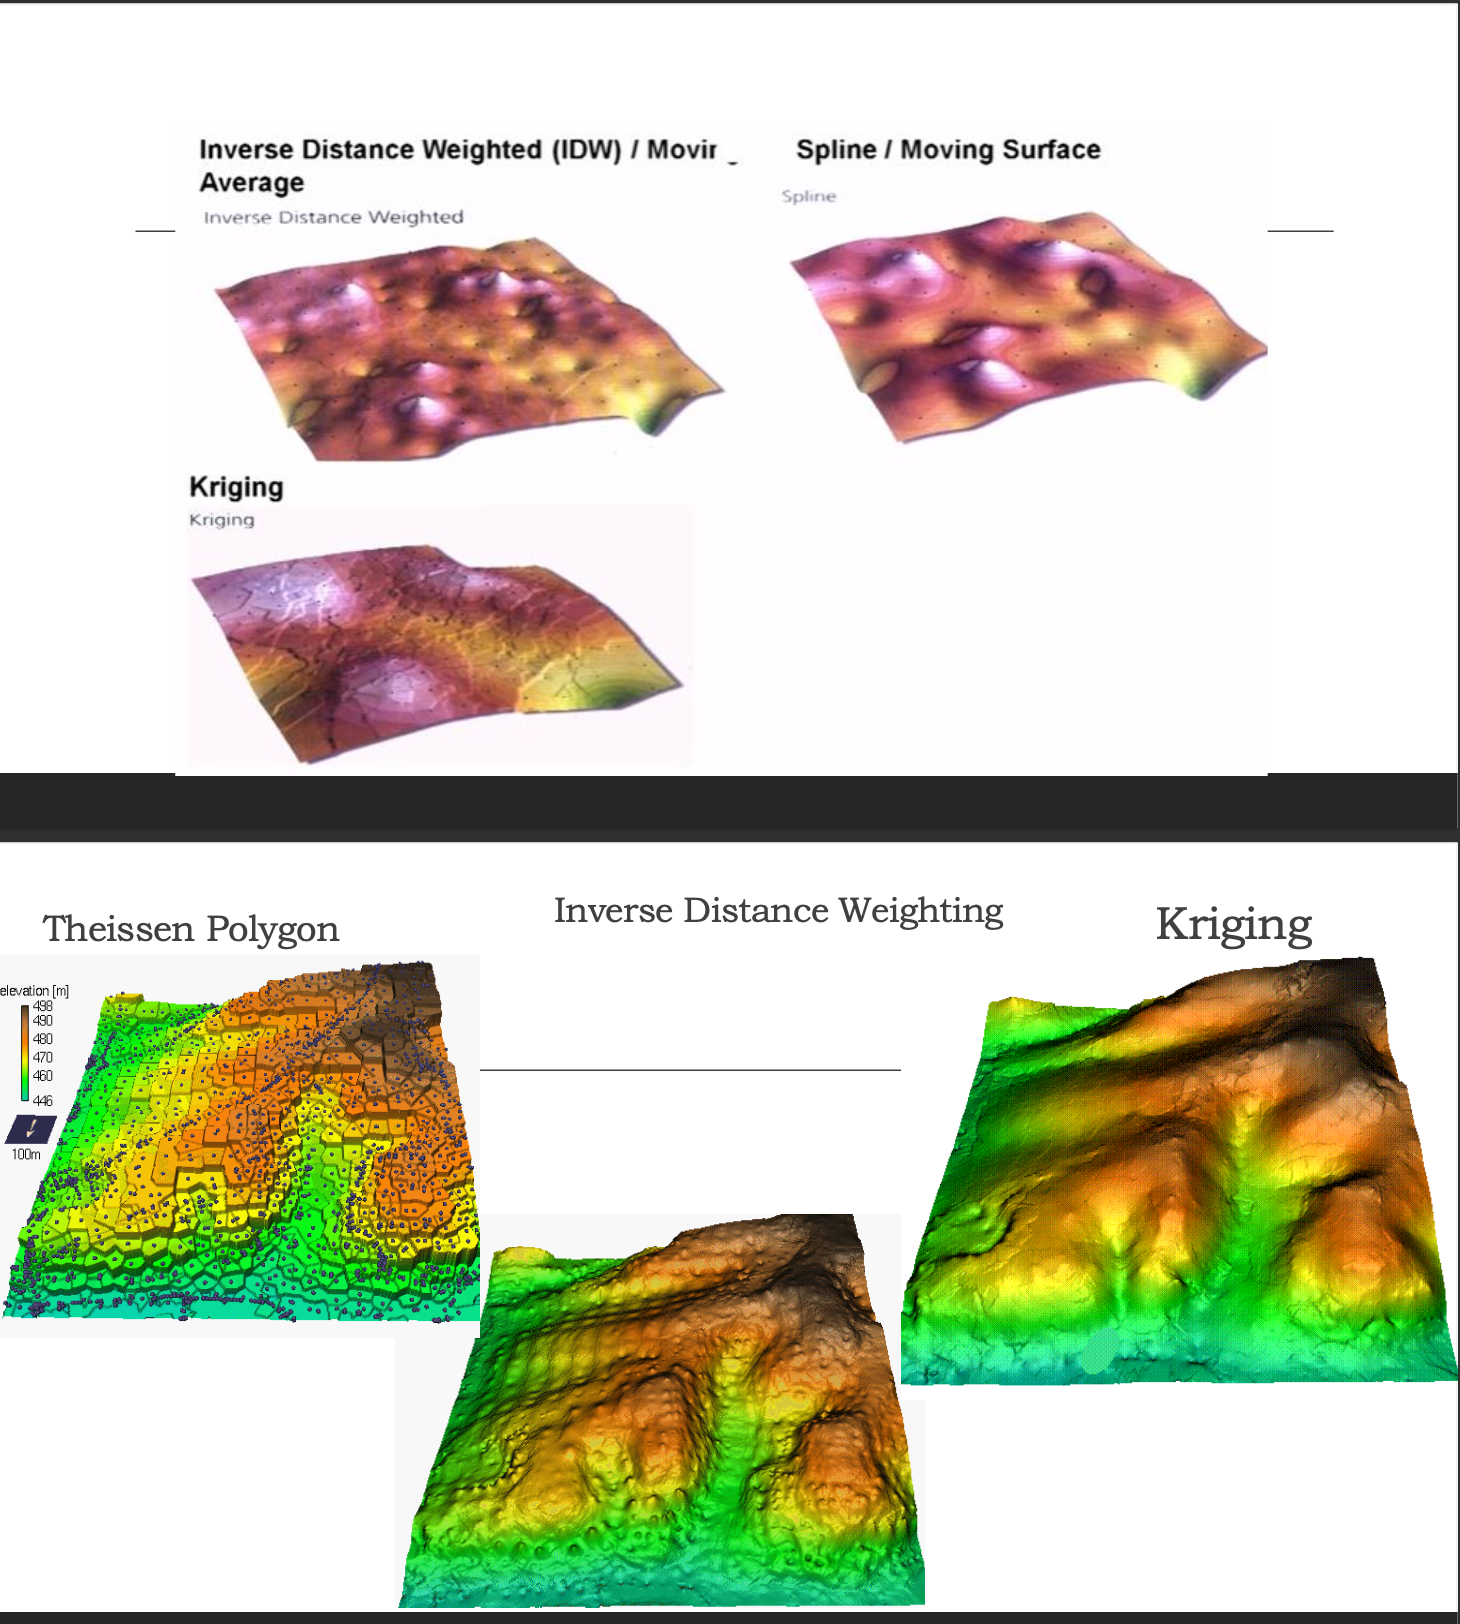 Inverse Distance Weighted (IDW) / Movin
Average
Inverse Distance Weighted
Spline / Moving Surface
Spline
Kriging
Kriging
Theissen Polygon
elevation [m]
498
490
480
470
460
446
100m
Inverse Distance Weighting
Kriging